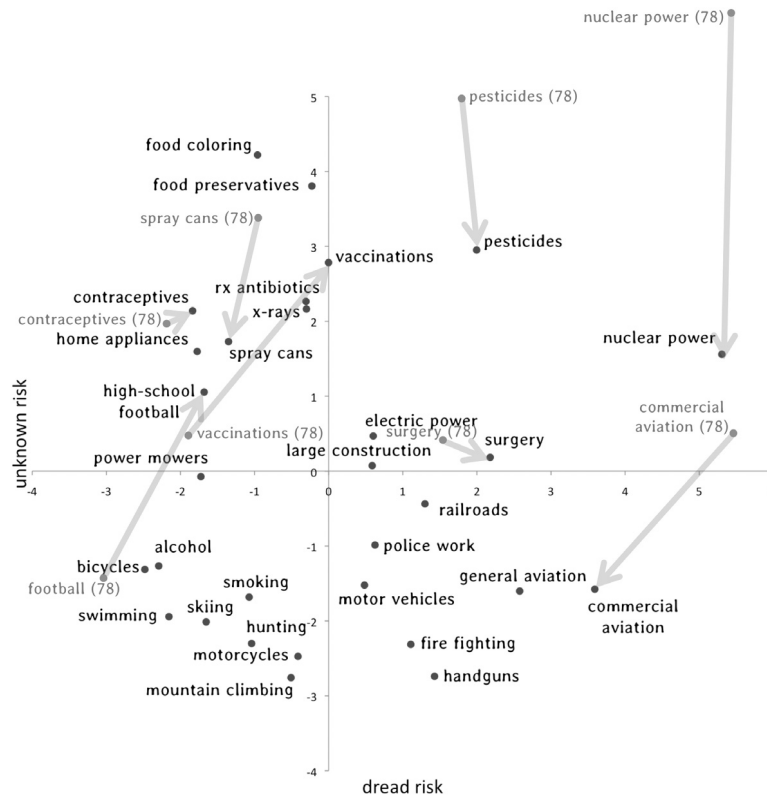 nuclear power (78)
5
pesticides (78)
food coloring
4
food preservatives
spray cans (78)
3
pesticides
vaccinations
rx antibiotics
contraceptives
x-rays
contraceptives (78)
2
home appliances
nuclear power
spray cans
high-school
football
1
commercial
aviation (78)
unknown risk
electric power
vaccinations (78)
surgery (78)
surgery
large construction
power mowers
0
-4
-3
-2
-1
0
1
2
3
4
5
railroads
-1
police work
alcohol
bicycles
general aviation
football (78)
smoking
motor vehicles
commercial
aviation
swimming
skiing
-2
hunting
fire fighting
motorcycles
handguns
mountain climbing
-3
-4
dread risk